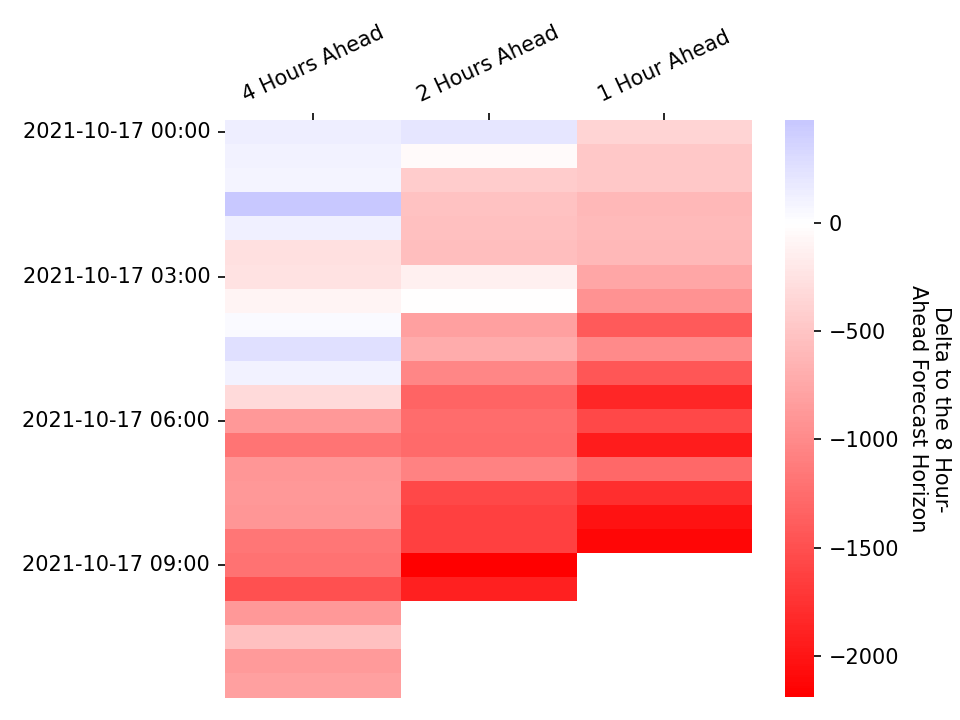 4 Hours Ahead
2 Hours Ahead
1 Hour Ahead
2021-10-17 00:00
2021-10-17 03:00
2021-10-17 06:00
2021-10-17 09:00
0
−500
−1000
−1500
−2000
Delta to the 8 Hour-
Ahead Forecast Horizon